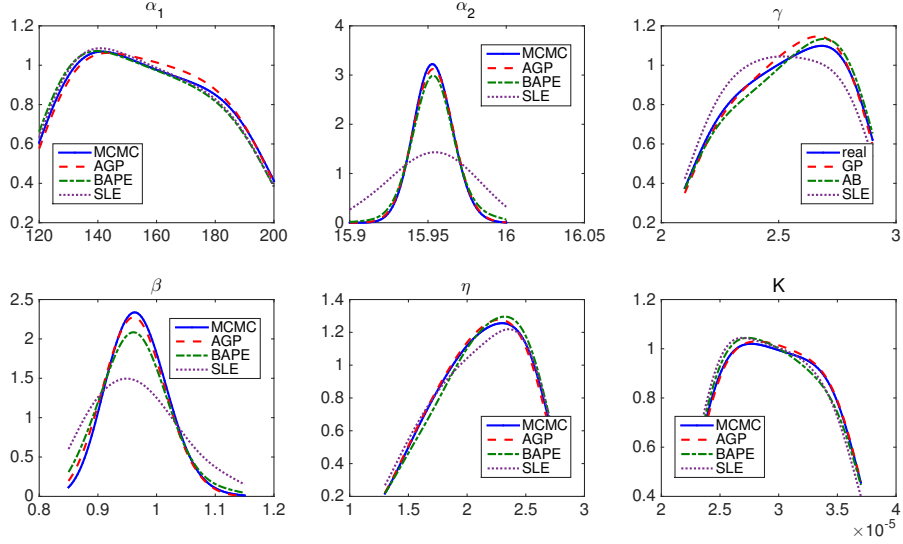 α1
1.2
1
0.8
0.6
0.4
0.2
120 140 160 180 200
MCMC
AGP
BAPE
SLE
α2
4
3
2
1
0
15.9 15.95 16 16.05
MCMC
AGP
BAPE
SLE
γ
1.2
1
0.8
0.6
0.4
0.2
2 2.5 3
real
GP
AB
SLE
β
2.5
2
1.5
1
0.5
0
0.8 0.9 1 1.1 1.2
MCMC
AGP
BAPE
SLE
η
1.4
1.2
1
0.8
0.6
0.4
0.2
1 1.5 2 2.5 3
MCMC
AGP
BAPE
SLE
K
1.2
1
0.8
0.6
0.4
2 2.5 3 3.5 4
×10-5
MCMC
AGP
BAPE
SLE